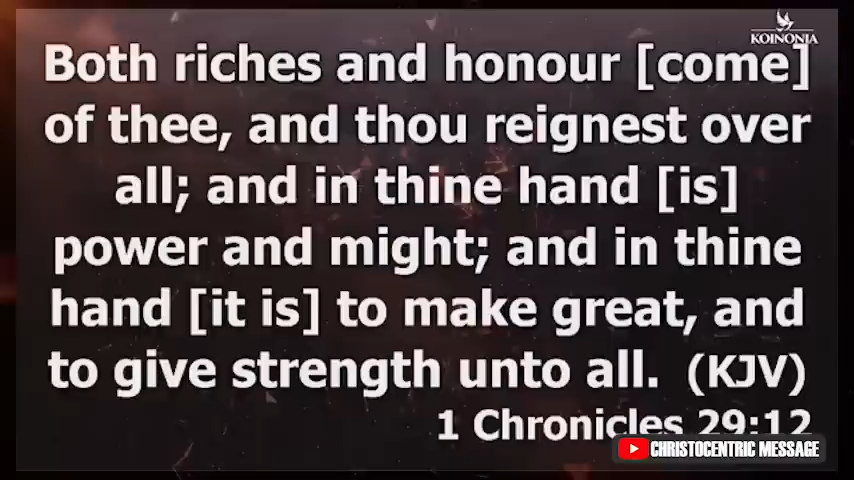 KOINONIA
Both riches and honour [come]
of thee, and thou reignest over
all; and in thine hand [is]
power and might; and in thine
hand [it is] to make great, and
to give strength unto all. (KJV)
1 Chronicles 29:12
CHRISTOCENTRIC MESSAGE